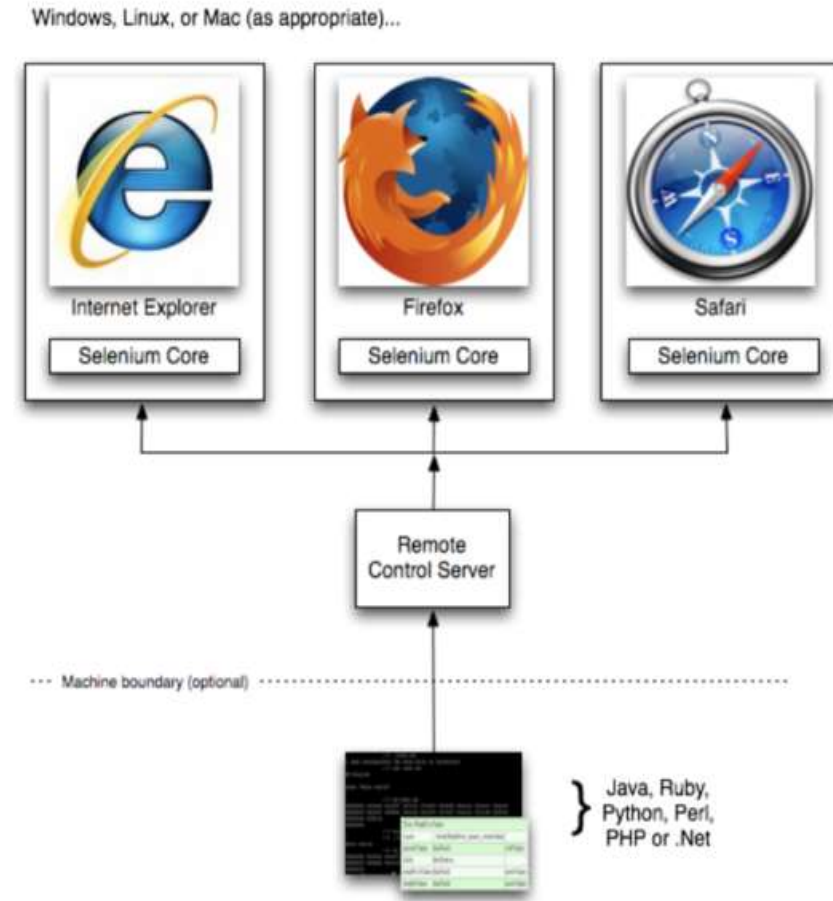 Windows, Linux, or Mac (as appropriate)...
Internet Explorer
Firefox
Safari
Selenium Core
Selenium Core
Selenium Core
Remote
Control Server
Machine boundary (optional)
Java, Ruby,
Python, Perl,
PHP or .Net